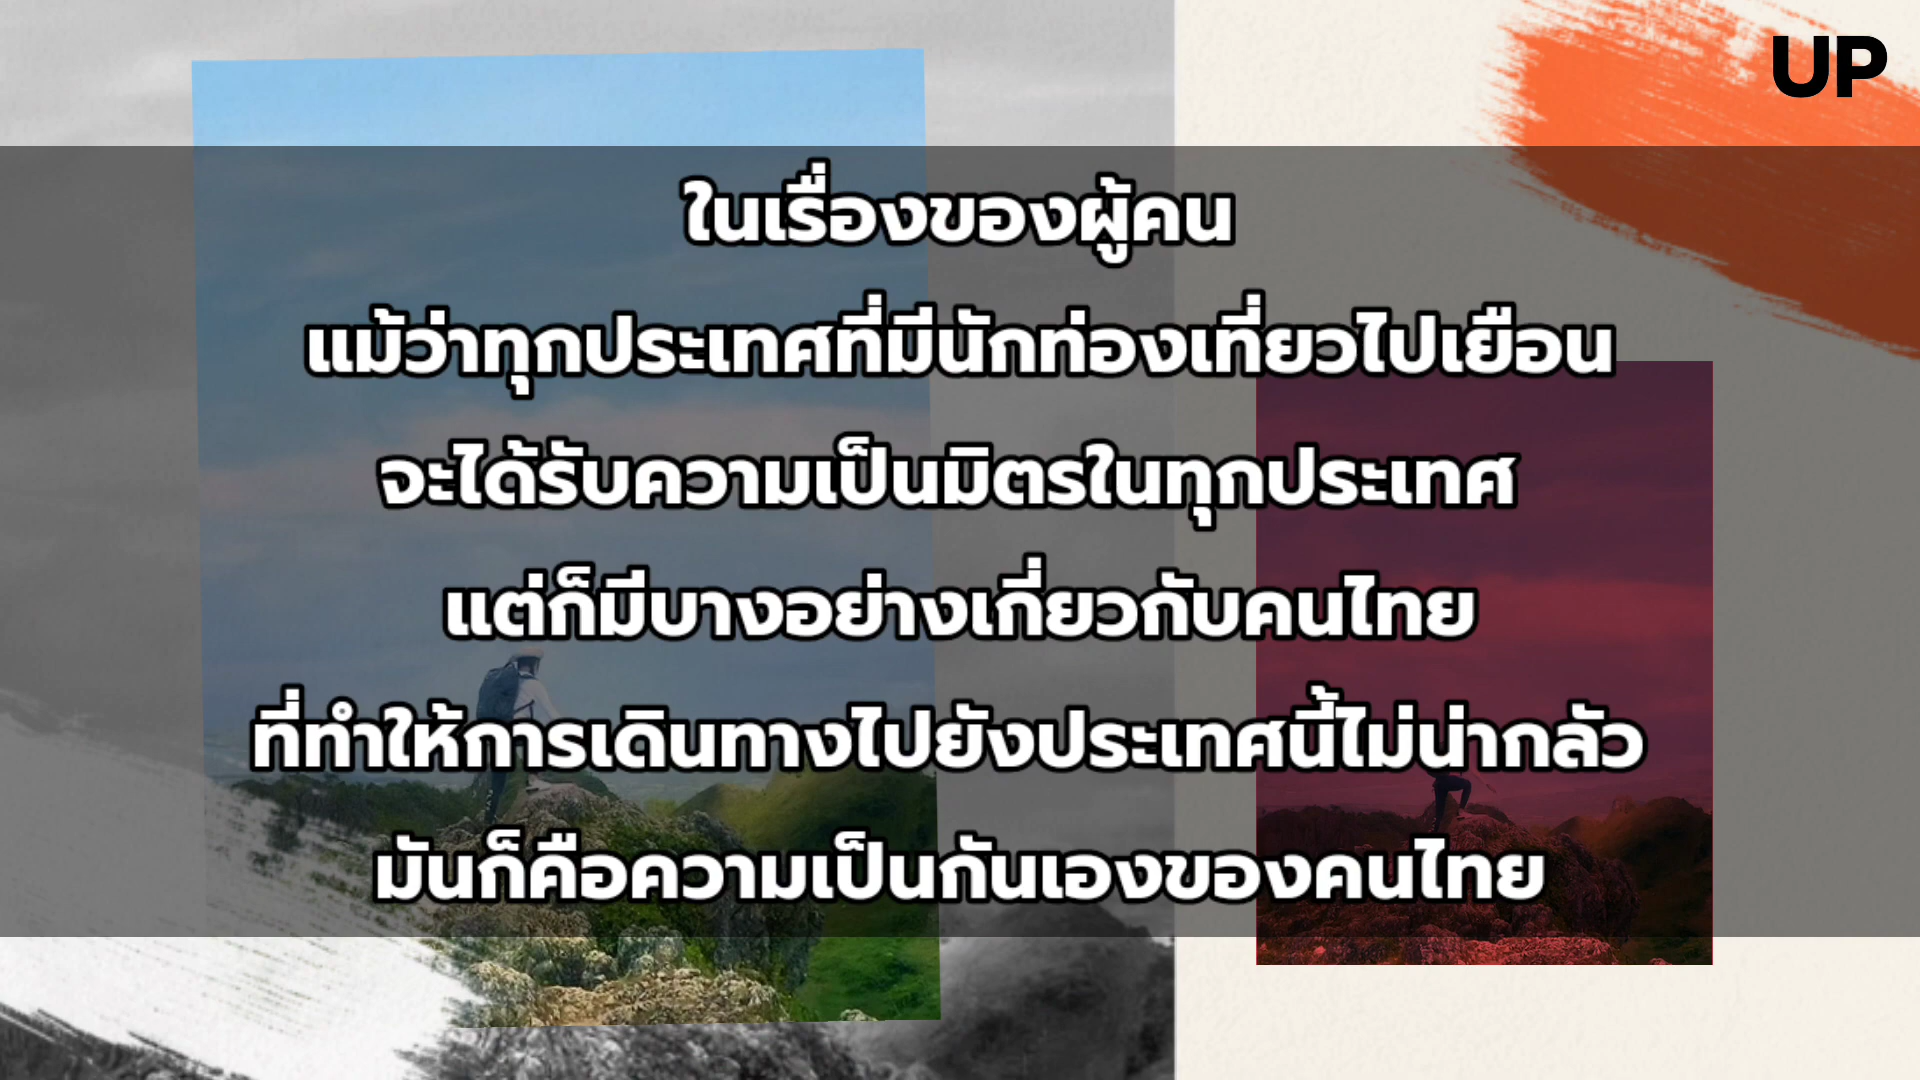 UP
ในเรื่องของผู้คน
แม้ว่าทุกประเทศที่มีนักท่องเที่ยวไปเยือน
จะได้รับความเป็นมิตรในทุกประเทศ
แต่ก็มีบางอย่างเกี่ยวกับคนไทย
ที่ทำให้การเดินทางไปยังประเทศนี้ไม่น่ากลัว
มันก็คือความเป็นกันเองของคนไทย